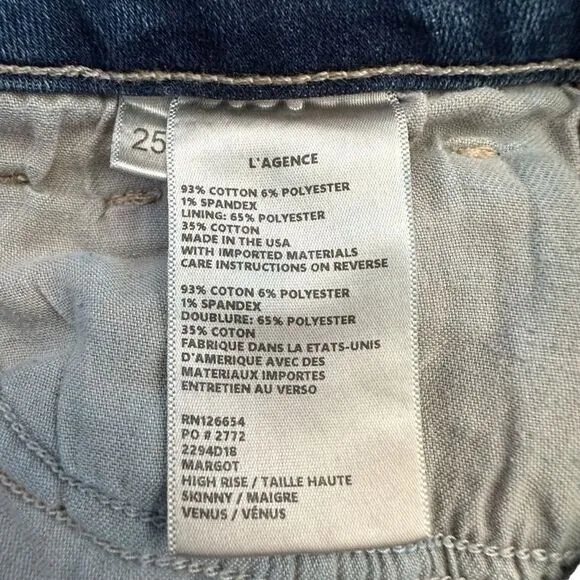 25
L'AGENCE
93% COTTON 6% POLYESTER
1% SPANDEX
LINING: 65% POLYESTER
35% COTTON
MADE IN THE USA
WITH IMPORTED MATERIALS
CARE INSTRUCTIONS ON REVERSE
93% COTTON 6% POLYESTER
1% SPANDEX
DOUBLURE: 65% POLYESTER
35% COTON
FABRIQUE DANS LA ETATS-UNIS
D'AMERIQUE AVEC DES
MATERIAUX IMPORTES
ENTRETIEN AU VERSO
RN126654
PO # 2772
2294D18
MARGOT
HIGH RISE / TAILLE HAUTE
SKINNY / MAIGRE
VENUS / VÉNUS